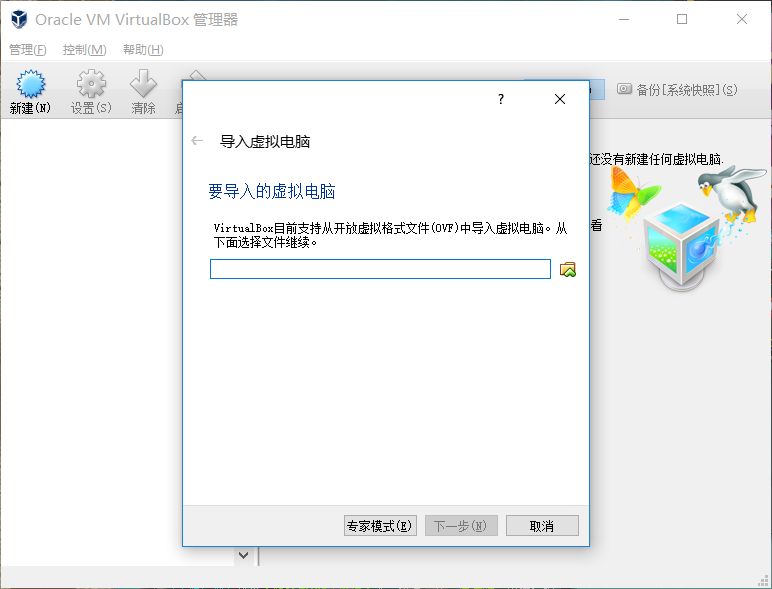 Oracle VM VirtualBox 管理器
管理(F) 控制(M) 帮助(H)
新建(N) 设置(S) 清除
备份[系统快照](S)
?
导入虚拟电脑
还没有新建任何虚拟电脑.
要导入的虚拟电脑
看
VirtualBox目前支持从开放虚拟格式文件(OVF)中导入虚拟电脑。从
下面选择文件继续。
专家模式(E) 下一步(N) 取消